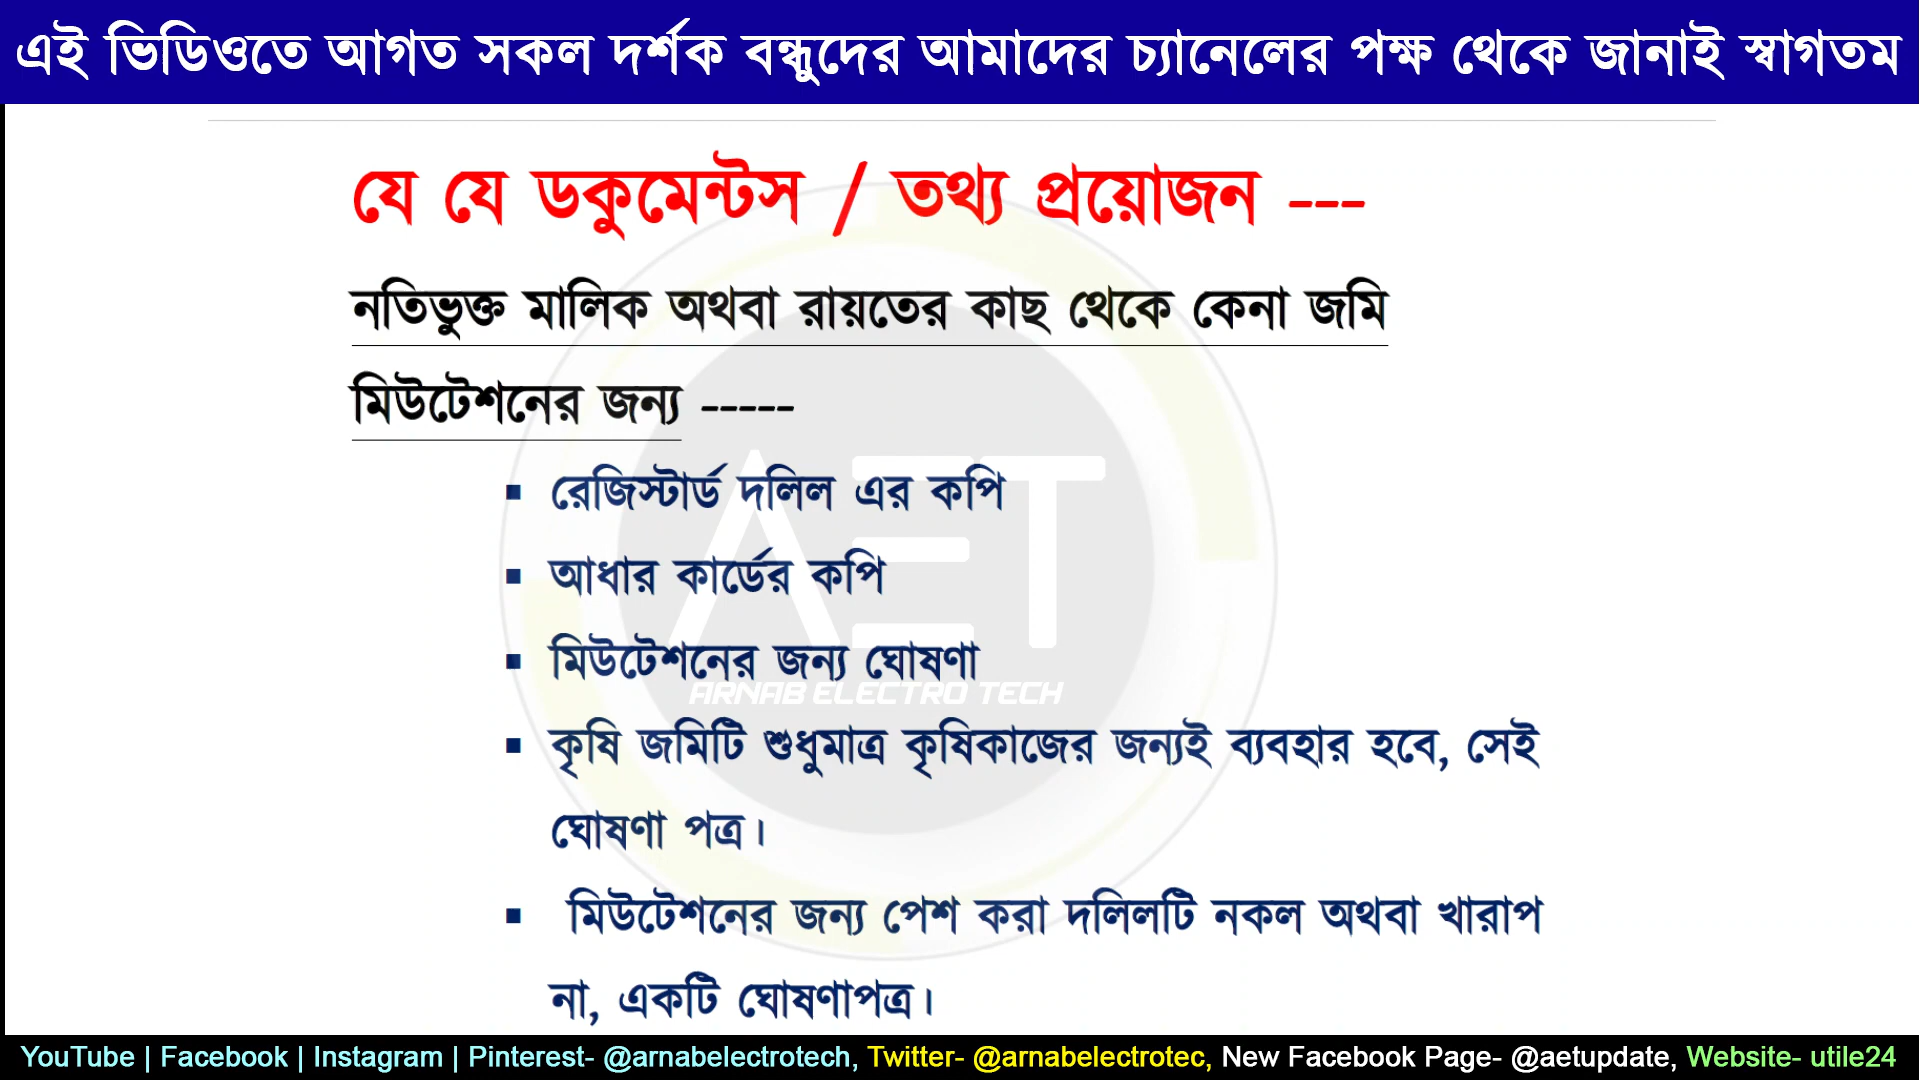 এই ভিডিওতে আগত সকল দর্শক বন্ধুদের আমাদের চ্যানেলের পক্ষ থেকে জানাই স্বাগতম
যে যে ডকুমেন্টস / তথ্য প্রয়োজন ---
নতিভুক্ত মালিক অথবা রায়তের কাছ থেকে কেনা জমি
মিউটেশনের জন্য -----
▪ রেজিস্টার্ড দলিল এর কপি
▪ আধার কার্ডের কপি
▪ মিউটেশনের জন্য ঘোষণা
ARNAB ELECTRO TECH
▪ কৃষি জমিটি শুধুমাত্র কৃষিকাজের জন্যই ব্যবহার হবে, সেই
ঘোষণা পত্র।
▪ মিউটেশনের জন্য পেশ করা দলিলটি নকল অথবা খারাপ
না, একটি ঘোষণাপত্র।
AET
YouTube | Facebook | Instagram | Pinterest- @arnabelectrotech, Twitter- @arnabelectrotec, New Facebook Page- @aetupdate, Website- utile24